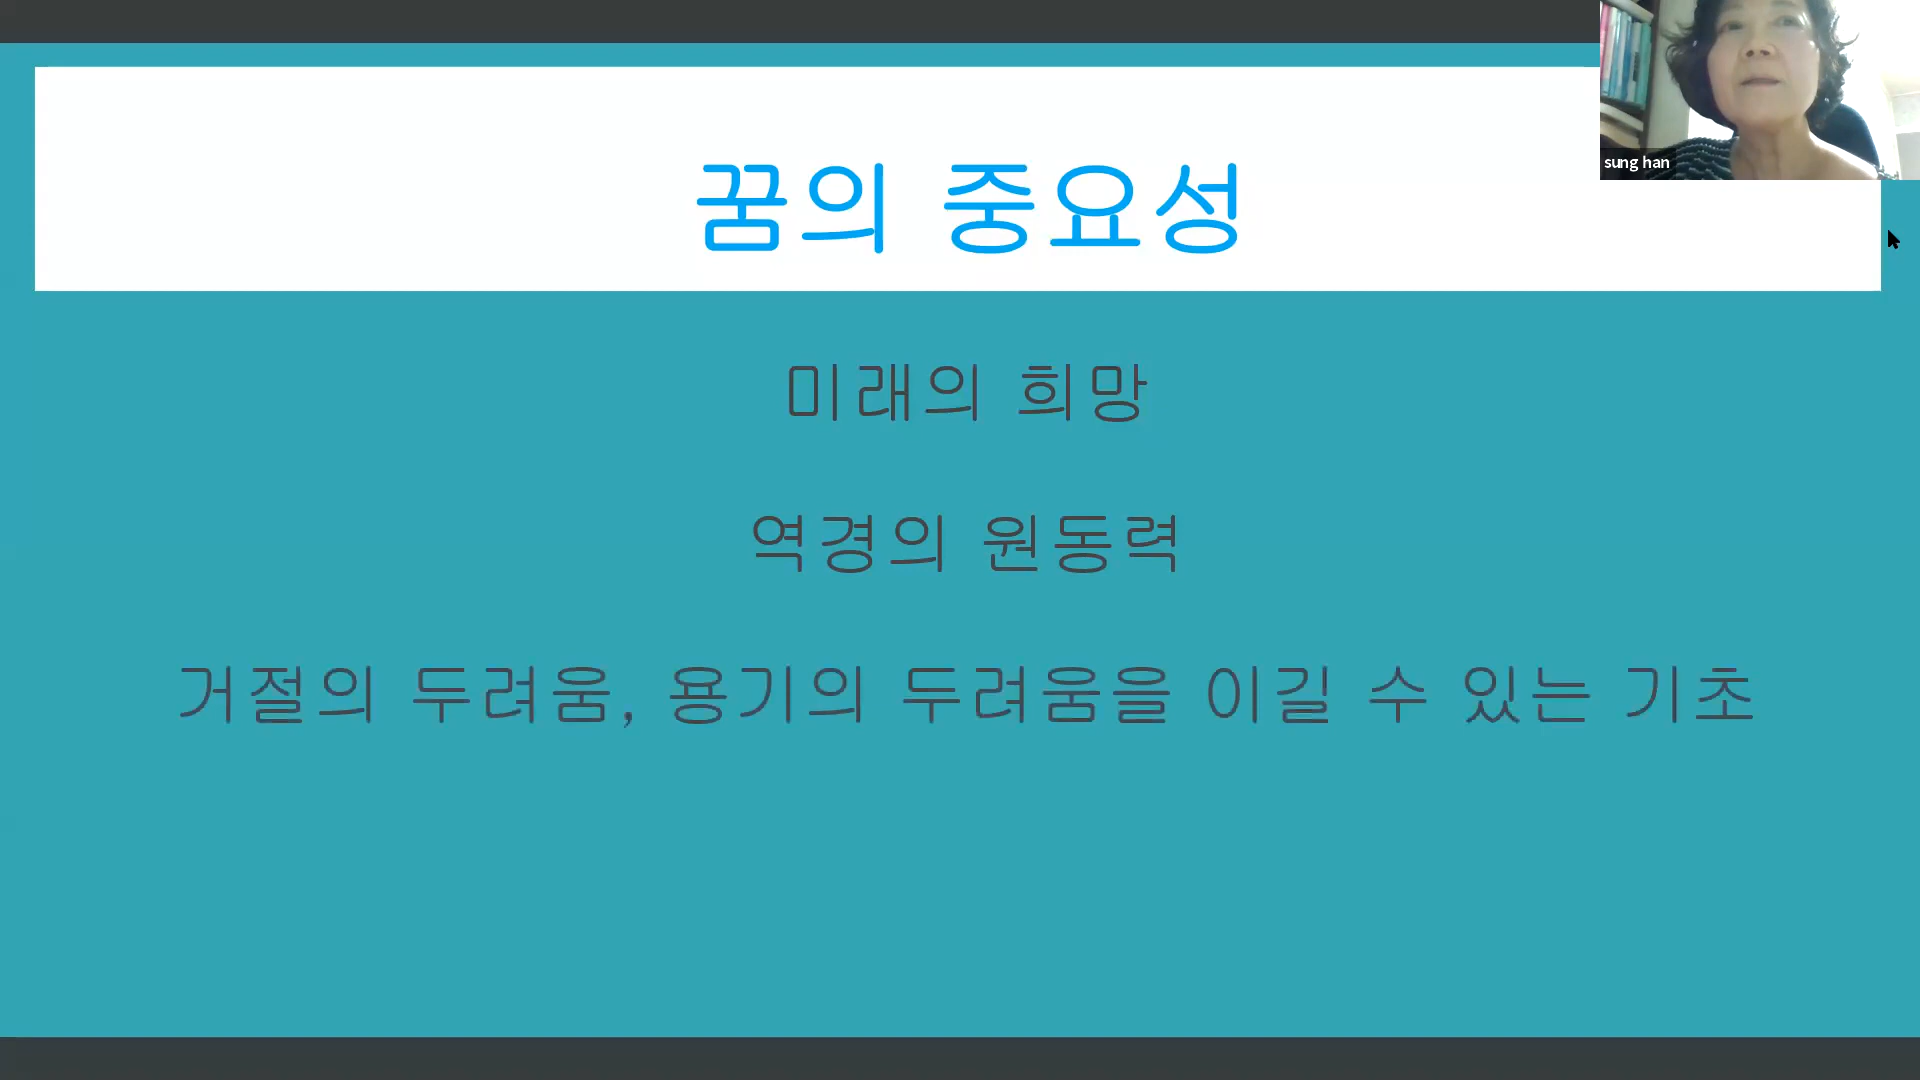 sung han
꿈의 중요성
미래의 희망
역경의 원동력
거절의 두려움, 용기의 두려움을 이길 수 있는 기초